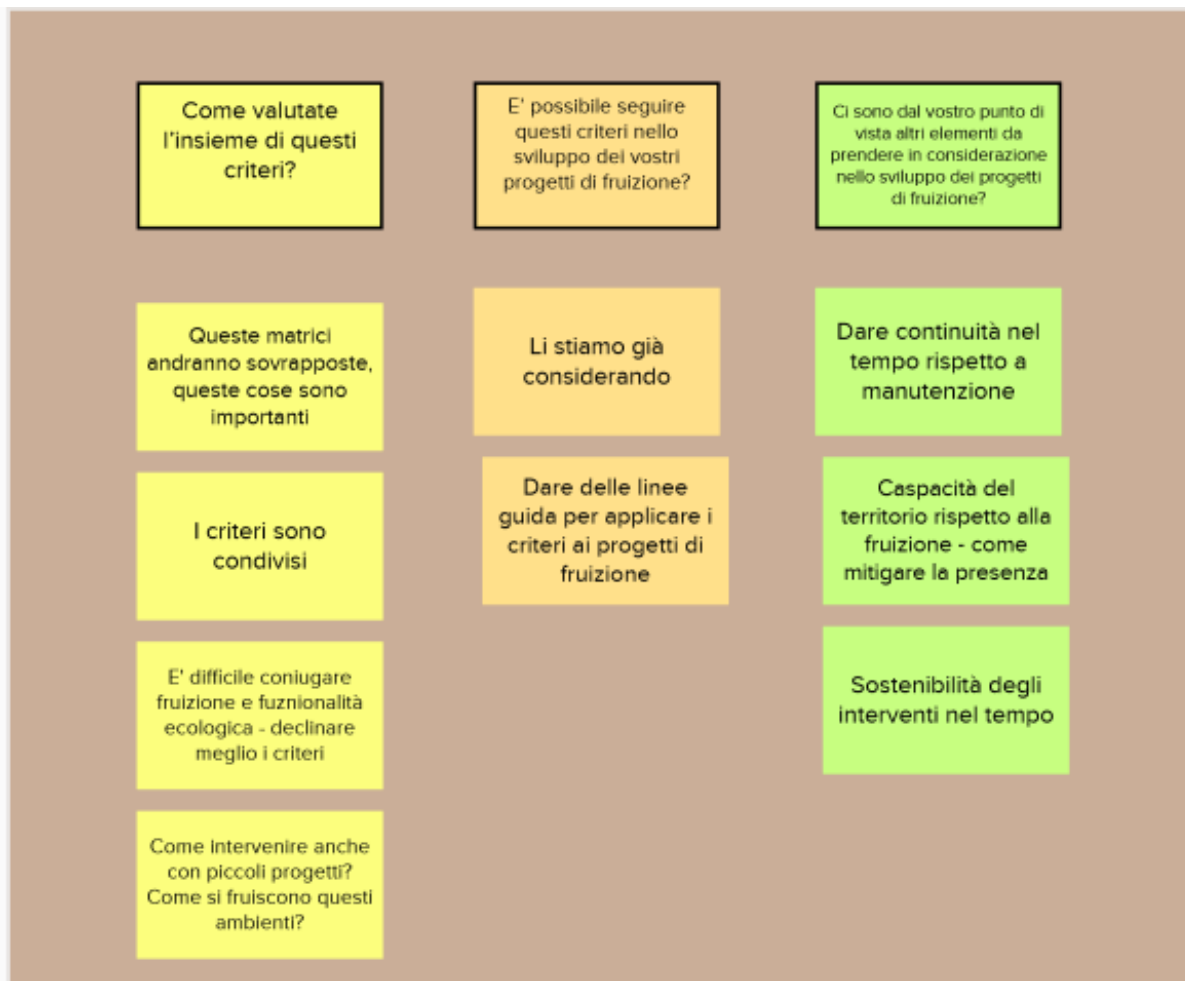 Come valutate
l'insieme di questi
criteri?
Queste matrici
andranno sovrapposte,
queste cose sono
importanti
I criteri sono
condivisi
E' difficile coniugare
fruizione e fuznionalità
ecologica - declinare
meglio i criteri
Come intervenire anche
con piccoli progetti?
Come si fruiscono questi
ambienti?
E' possibile seguire
questi criteri nello
sviluppo dei vostri
progetti di fruizione?
Li stiamo già
considerando
Dare delle linee
guida per applicare i
criteri ai progetti di
fruizione
Ci sono dal vostro punto di
vista altri elementi da
prendere in considerazione
nello sviluppo dei progetti
di fruizione?
Dare continuità nel
tempo rispetto a
manutenzione
Caspacità del
territorio rispetto alla
fruizione - come
mitigare la presenza
Sostenibilità degli
interventi nel tempo